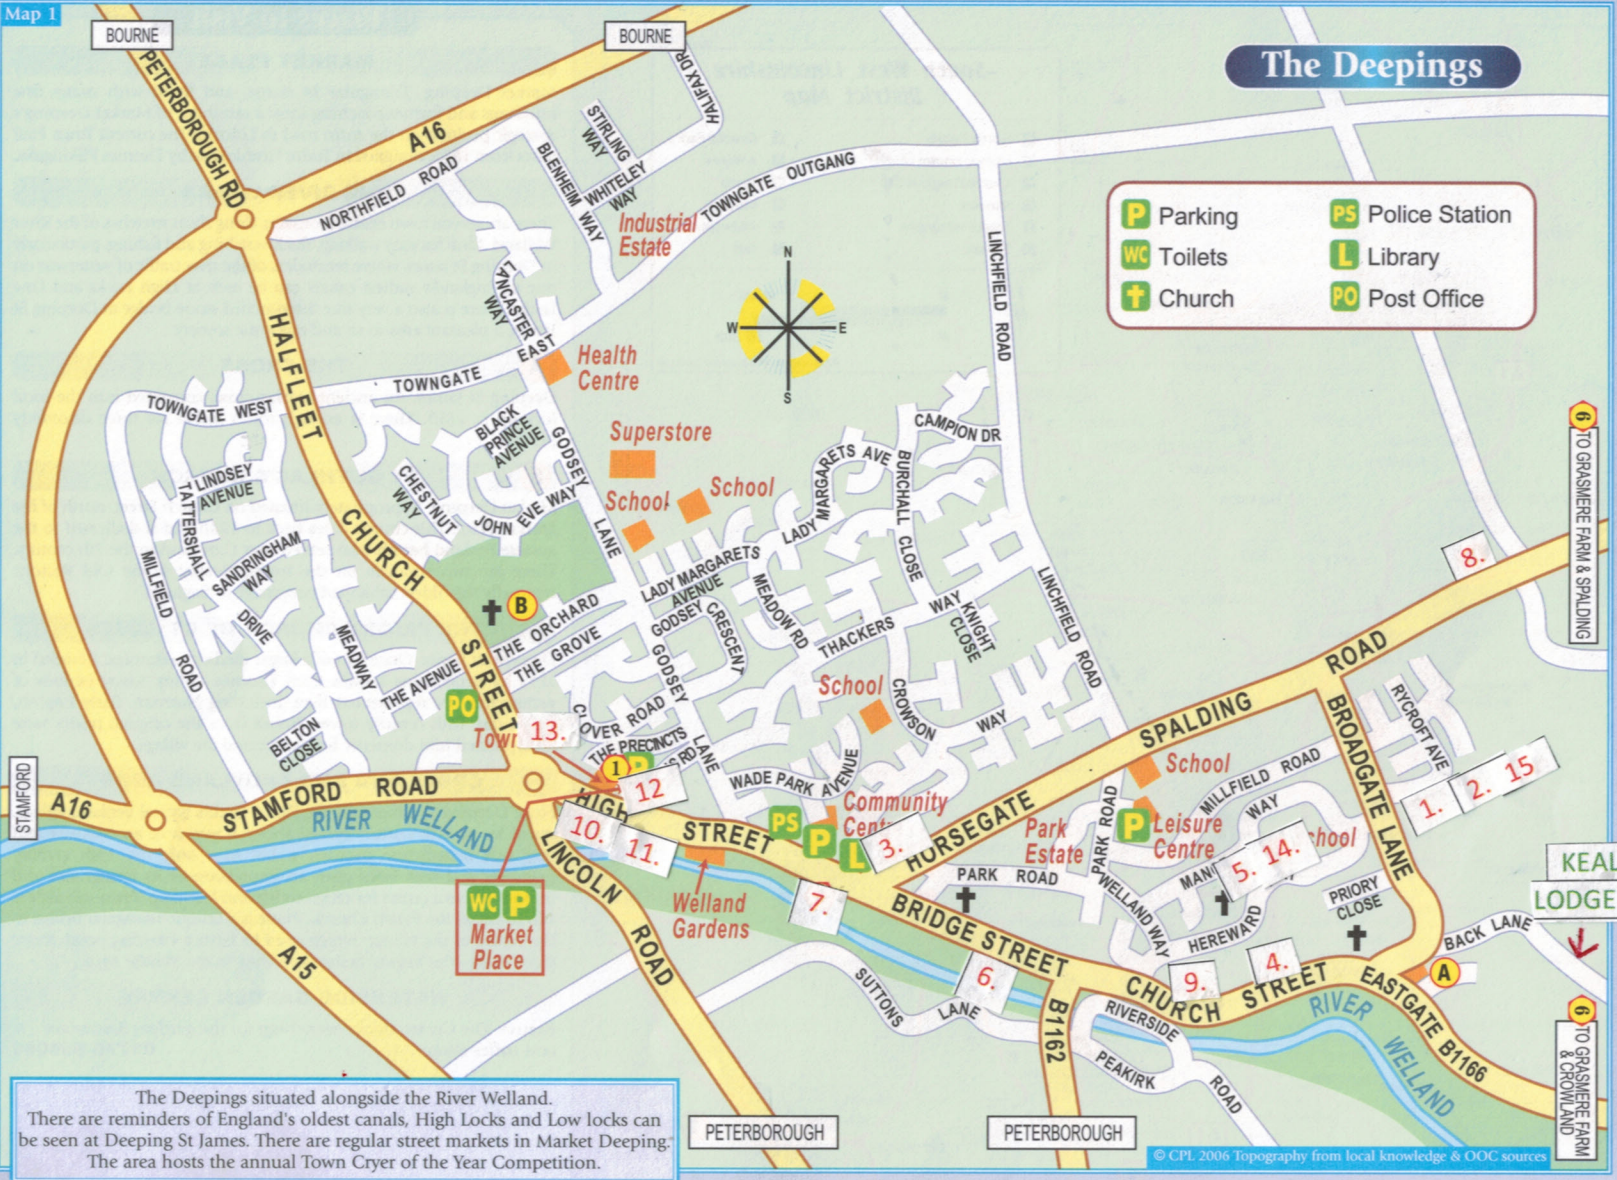 Map 1
BOURNE
BOURNE
The Deepings
PETERBOROUGH RD
A16
NORTHFIELD ROAD
HALIFAX DR
STIRLING
WAY
BLENHEIM WAY
WHITELEY
WAY
Industrial
Estate
TOWNGATE OUTGANG
LINCHFIELD ROAD
P Parking
WC Toilets
Church
PS Police Station
L Library
PO Post Office
N
W
E
S
LANCASTER
WAY
HALFLEET
TOWNGATE EAST
Health
Centre
TOWNGATE WEST
LINDSEY
AVENUE
TATTERSHALL
DRIVE
SANDRINGHAM
WAY
MILLFIELD
ROAD
BLACK
PRINCE
AVENUE
CHESTNUT
WAY
JOHN EVE WAY
GODSEY
LANE
Superstore
School
School
CAMPION DR
LADY MARGARETS AVE
BURCHALL CLOSE
6
TO GRASMERE FARM & SPALDING
8.
CHURCH
STREET
B
THE ORCHARD
THE GROVE
LADY MARGARETS
AVENUE
GODSEY CRESCENT
MEADOW RD
THACKERS WAY
KNIGHT
CLOSE
LINCHFIELD ROAD
MEADWAY
THE AVENUE
PO
Town
13.
BELTON
CLOSE
CLOVER ROAD
THE PRECINCTS
RD
GODSEY
LANE
School
CROWSON
WAY
SPALDING ROAD
BROADGATE LANE
RYCROFT AVE
1.
2.
15
STAMFORD
A16
STAMFORD ROAD
RIVER WELLAND
1
P
12
HIGH STREET
10.
11.
WADE PARK AVENUE
PS
P
L
Community
3.
HORSEGATE
School
P
Leisure
Centre
MILLFIELD ROAD
WAY
Park
Estate
PARK ROAD
PARK ROAD
5.
14.
chool
KEAL
LODGE
WC P
Market
Place
LINCOLN
ROAD
Welland
Gardens
7.
BRIDGE STREET
WELLAND WAY
HEREWARD
PRIORY
CLOSE
BACK LANE
A15
SUTTONS
LANE
6.
9.
4.
CHURCH STREET
EASTGATE B1166
A
RIVER
WELLAND
B1162
RIVERSIDE
PEAKIRK
ROAD
6
TO GRASMERE FARM
& CROWLAND
The Deepings situated alongside the River Welland.
There are reminders of England's oldest canals, High Locks and Low locks can
be seen at Deeping St James. There are regular street markets in Market Deeping.
The area hosts the annual Town Cryer of the Year Competition.
PETERBOROUGH
PETERBOROUGH
© CPL 2006 Topography from local knowledge & OOC sources